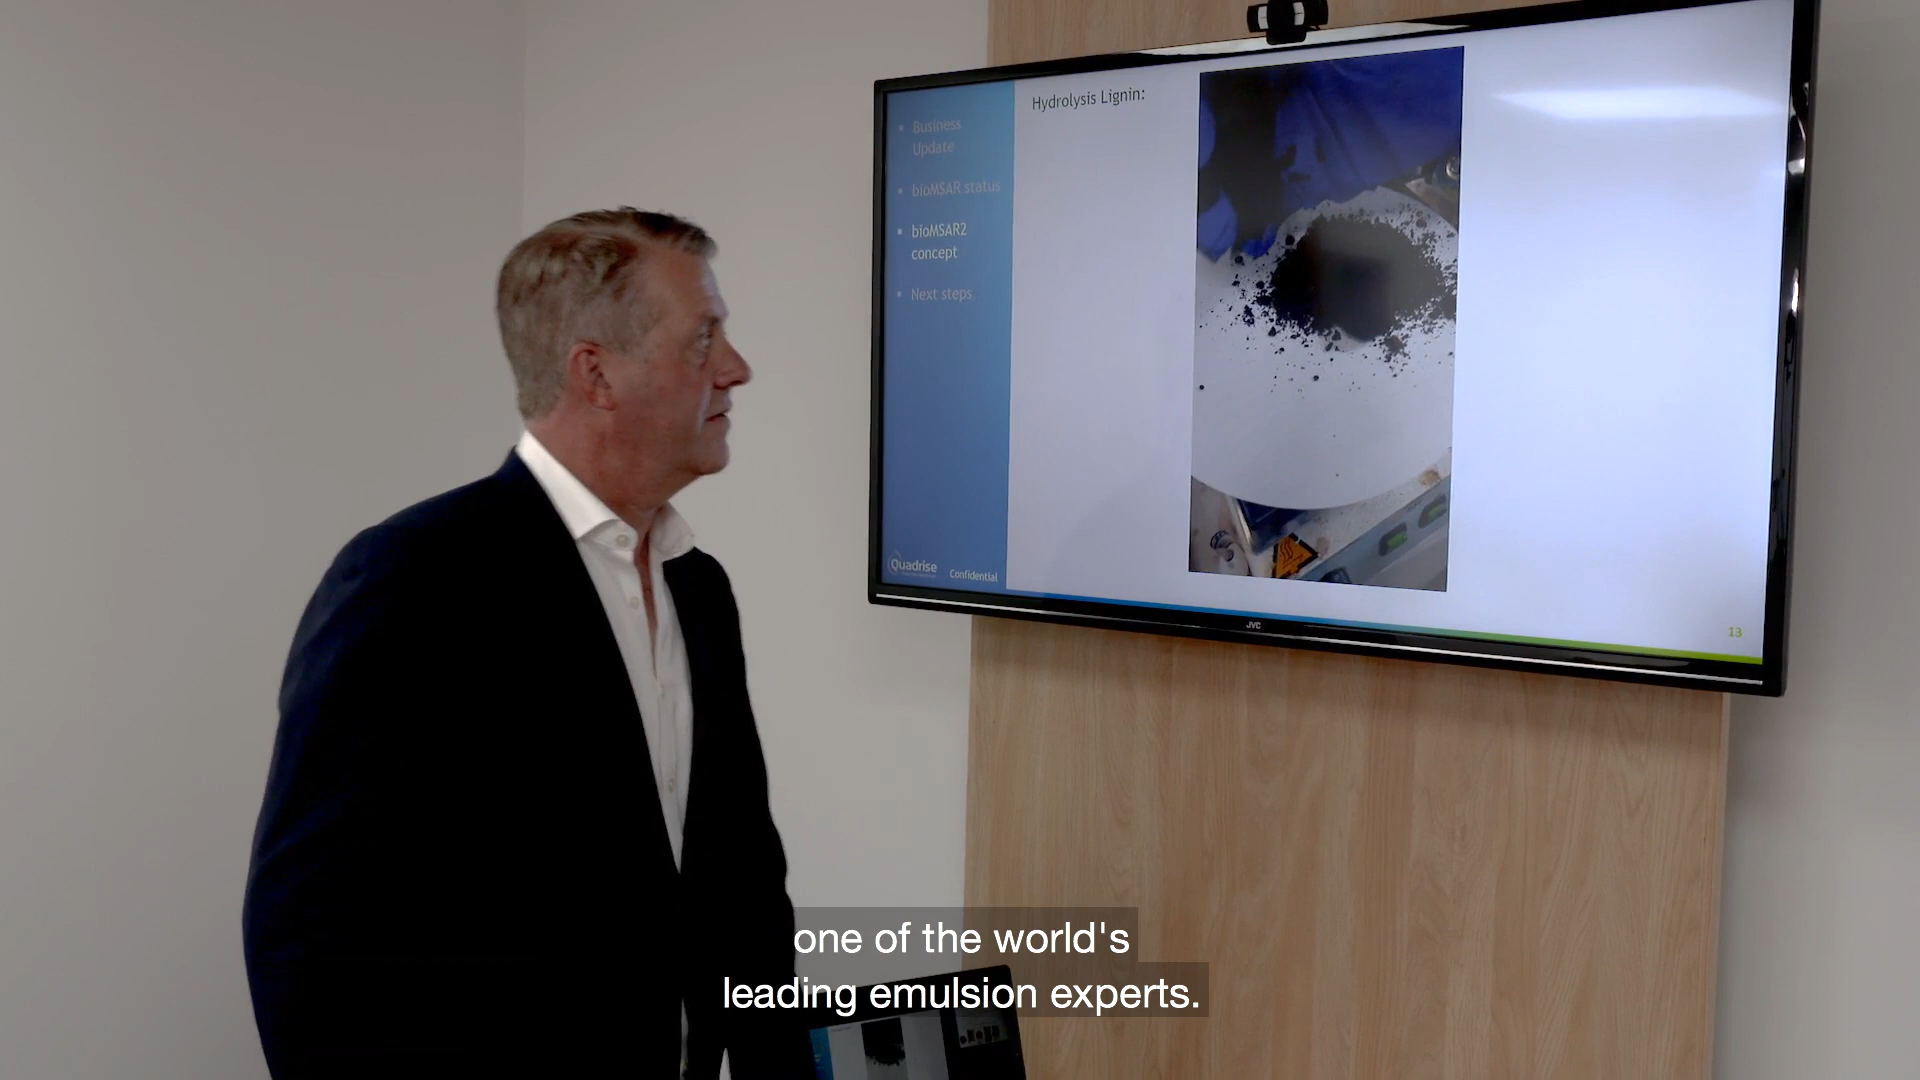 Hydrolysis Lignin:
• Business
Update
• bioMSAR status
• bioMSAR2
concept
• Next steps
Quadrise
Confidential
13
JVC
one of the world's
leading emulsion experts.